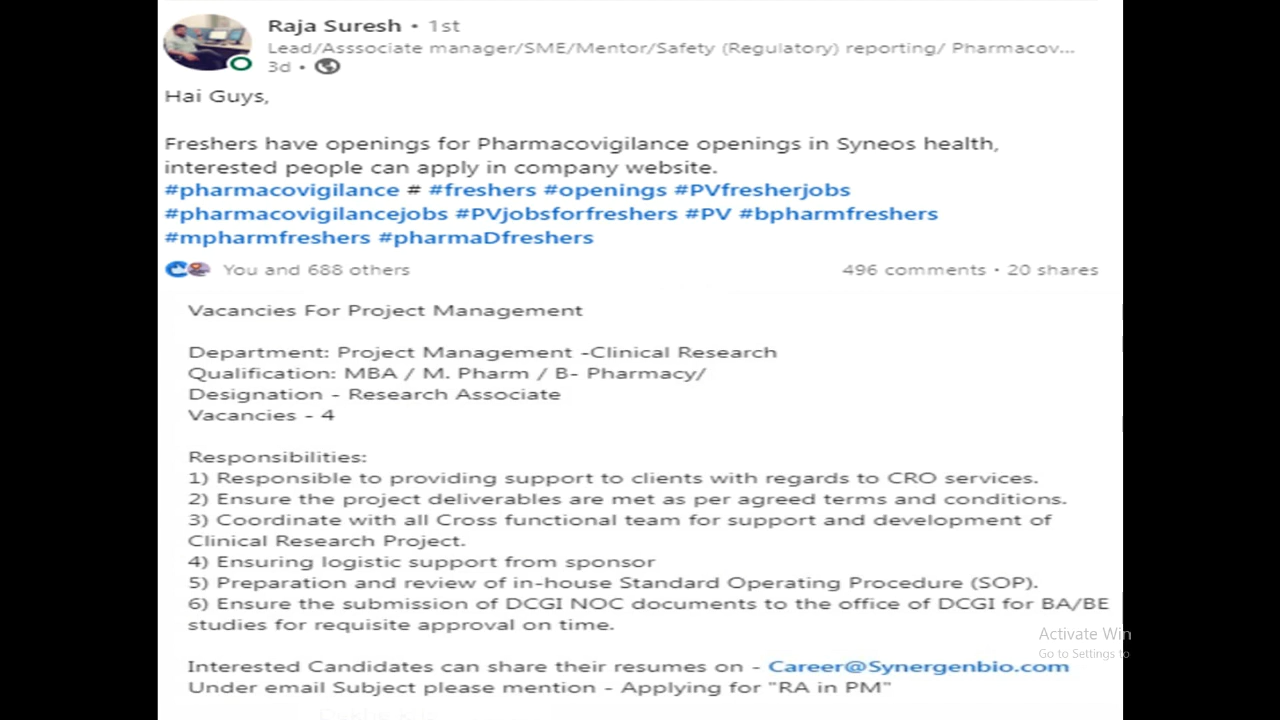 Raja Suresh • 1st
Lead/Asssociate manager/SME/Mentor/Safety (Regulatory) reporting/ Pharmacov...
3d •
Hai Guys,
Freshers have openings for Pharmacovigilance openings in Syneos health,
interested people can apply in company website.
#pharmacovigilance # #freshers #openings #PVfresherjobs
#pharmacovigilancejobs #PVjobsforfreshers #PV #bpharmfreshers
#mpharmfreshers #pharmaDfreshers
You and 688 others
496 comments • 20 shares
Vacancies For Project Management
Department: Project Management -Clinical Research
Qualification: MBA / M. Pharm / B- Pharmacy/
Designation - Research Associate
Vacancies - 4
Responsibilities:
1) Responsible to providing support to clients with regards to CRO services.
2) Ensure the project deliverables are met as per agreed terms and conditions.
3) Coordinate with all Cross functional team for support and development of
Clinical Research Project.
4) Ensuring logistic support from sponsor
5) Preparation and review of in-house Standard Operating Procedure (SOP).
6) Ensure the submission of DCGI NOC documents to the office of DCGI for BA/BE
studies for requisite approval on time.
Activate Win
Go to Settings to
Interested Candidates can share their resumes on - Career@Synergenbio.com
Under email Subject please mention - Applying for "RA in PM"